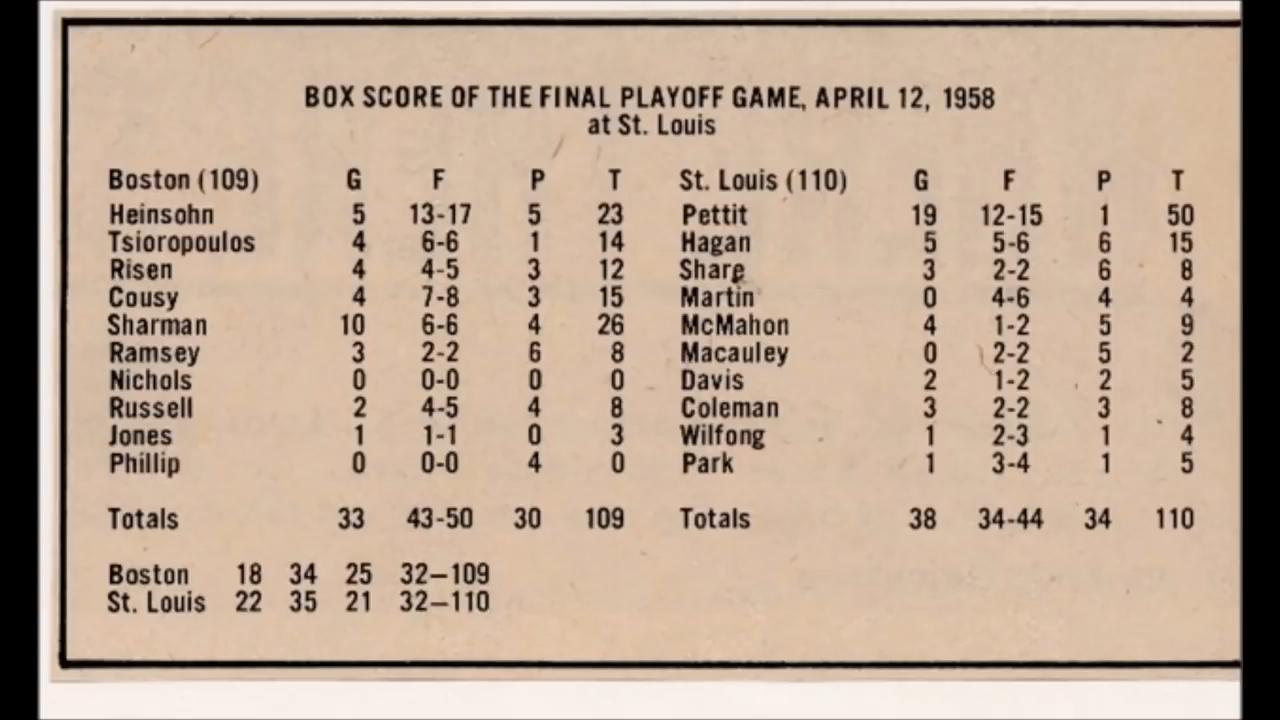 BOX SCORE OF THE FINAL PLAYOFF GAME, APRIL 12, 1958
at St. Louis
Boston (109) G F P T St. Louis (110) G F P T
Heinsohn 5 13-17 5 23 Pettit 19 12-15 1 50
Tsioropoulos 4 6-6 1 14 Hagan 5 5-6 6 15
Risen 4 4-5 3 12 Share 3 2-2 6 8
Cousy 4 7-8 3 15 Martin 0 4-6 4 4
Sharman 10 6-6 4 26 McMahon 4 1-2 5 9
Ramsey 3 2-2 6 8 Macauley 0 2-2 5 2
Nichols 0 0-0 0 0 Davis 2 1-2 2 5
Russell 2 4-5 4 8 Coleman 3 2-2 3 8
Jones 1 1-1 0 3 Wilfong 1 2-3 1 4
Phillip 0 0-0 4 0 Park 1 3-4 1 5
Totals 33 43-50 30 109 Totals 38 34-44 34 110
Boston 18 34 25 32—109
St. Louis 22 35 21 32—110